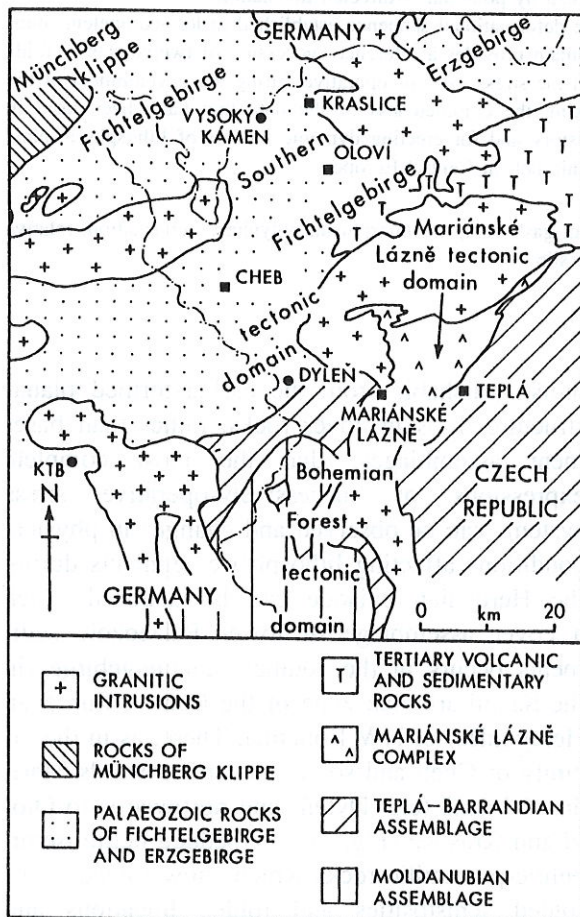 GERMANY
Erzgebirge
Münchberg
klippe
Fichtelgebirge
VYSOKÝ
KÁMEN
KRASLICE
OLOVÍ
Southern
Fichtelgebirge
tectonic
domain
Mariánské
Lázně tectonic
domain
CHEB
DYLEŇ
MARIÁNSKÉ
LÁZNĚ
TEPLÁ
KTB
N
Bohemian
Forest
tectonic
domain
CZECH
REPUBLIC
GERMANY
0 20
km
GRANITIC
INTRUSIONS
ROCKS OF
MÜNCHBERG KLIPPE
PALAEOZOIC ROCKS
OF FICHTELGEBIRGE
AND ERZGEBIRGE
T TERTIARY VOLCANIC
AND SEDIMENTARY
ROCKS
MARIÁNSKÉ LÁZNĚ
COMPLEX
TEPLÁ–BARRANDIAN
ASSEMBLAGE
MOLDANUBIAN
ASSEMBLAGE